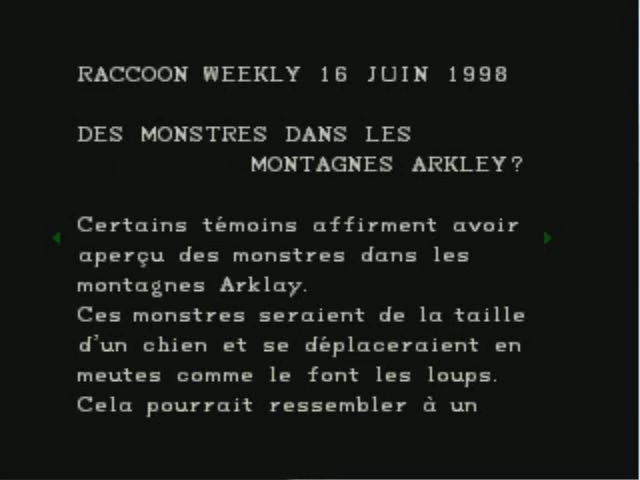 RACCOON WEEKLY 16 JUIN 1998
DES MONSTRES DANS LES
MONTAGNES ARKLEY?
Certains témoins affirment avoir
aperçu des monstres dans les
montagnes Arklay.
Ces monstres seraient de la taille
d'un chien et se déplaceraient en
meutes comme le font les loups.
Cela pourrait ressembler à un